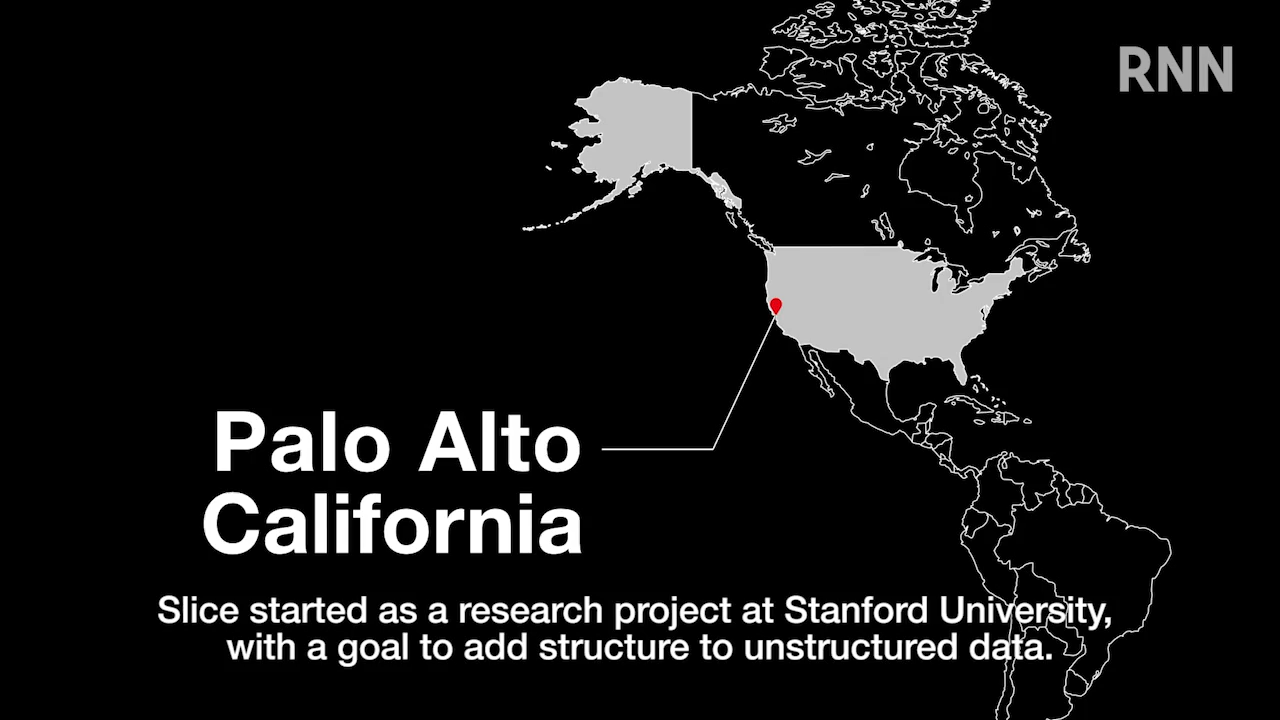 RNN
Palo Alto
California
Slice started as a research project at Stanford University,
with a goal to add structure to unstructured data.